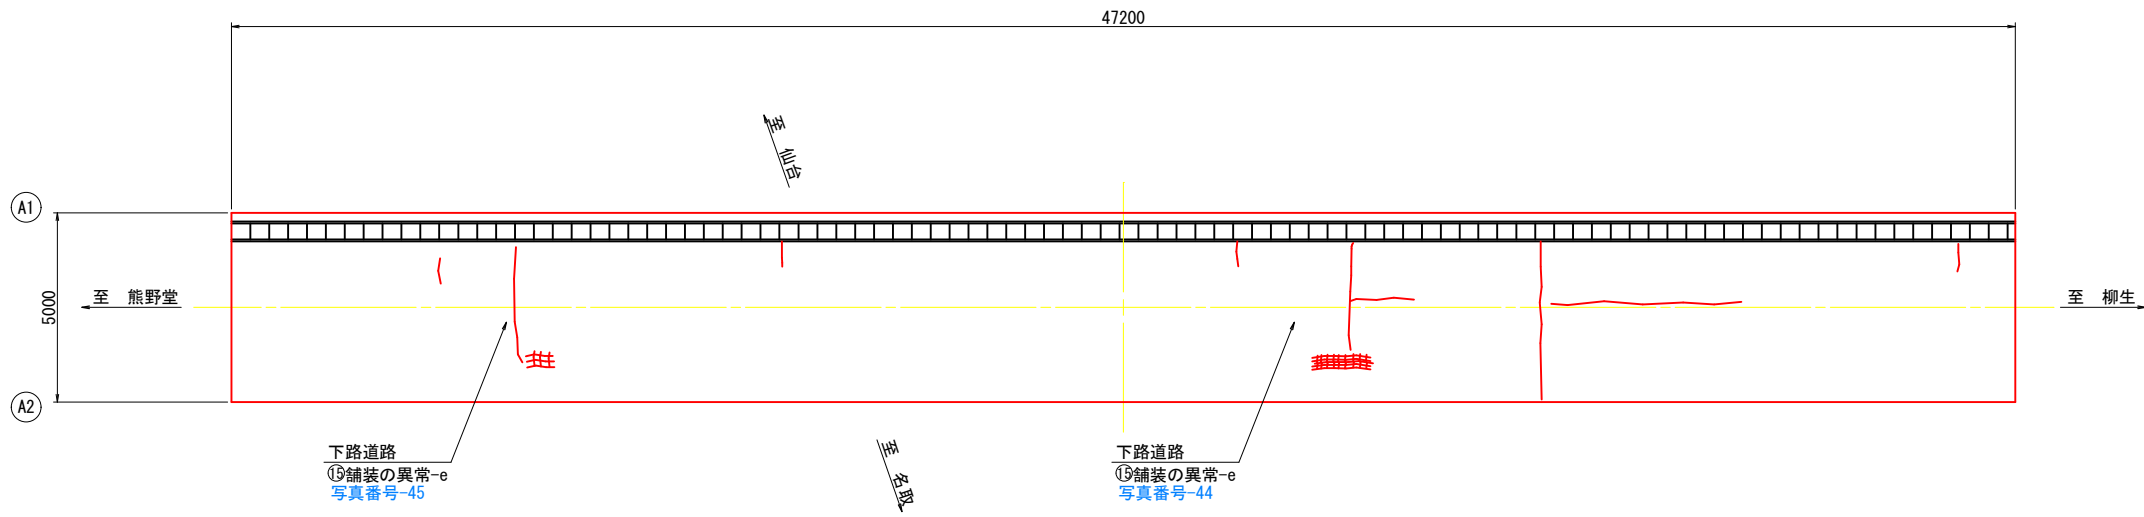 47200
至 仙台
A1
5000
至 熊野堂
至 柳生
A2
下路道路
⑮舗装の異常-e
写真番号-45
至 名取
下路道路
⑮舗装の異常-e
写真番号-44